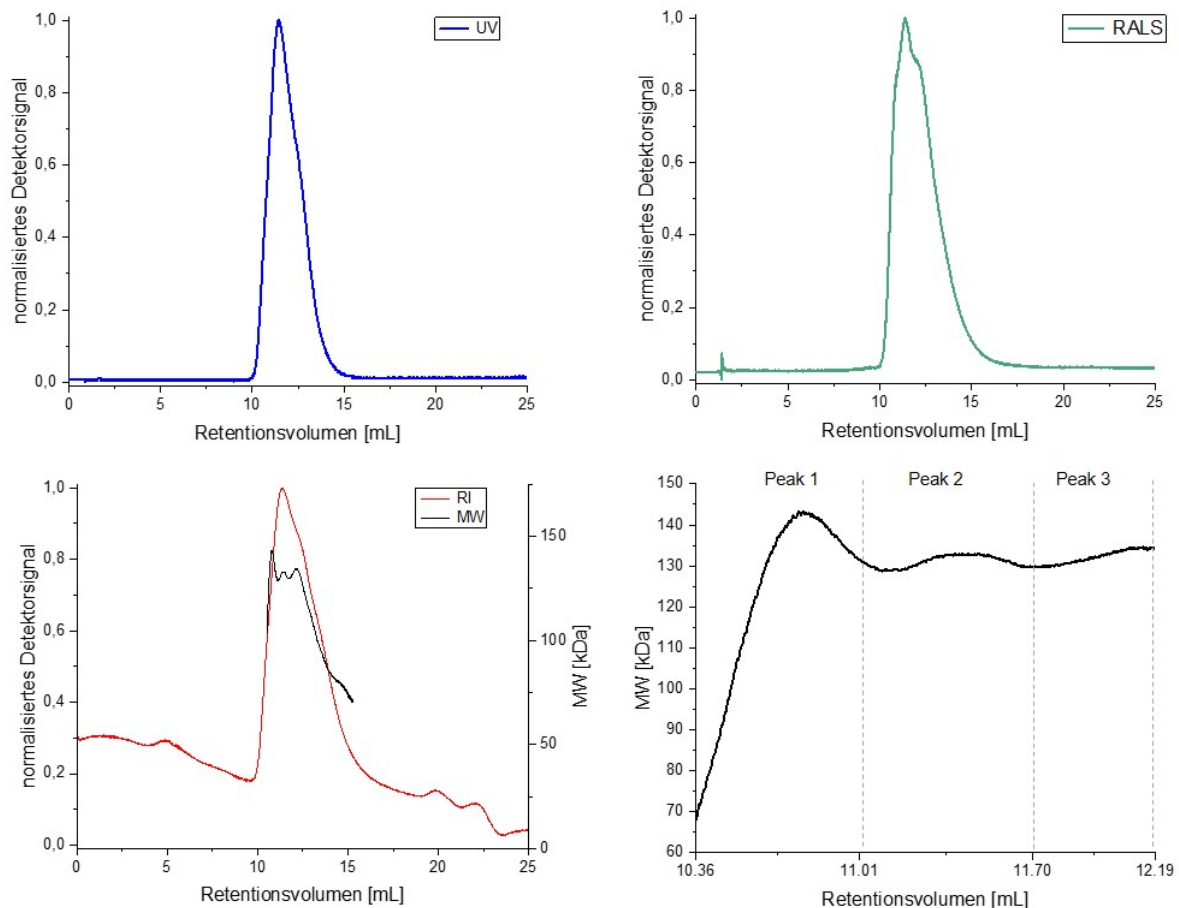 UV
normalisiertes Detektorsignal
1,0
0,8
0,6
0,4
0,2
0,0
0 5 10 15 20 25
Retentionsvolumen [mL]
RALS
normalisiertes Detektorsignal
1,0
0,8
0,6
0,4
0,2
0,0
0 5 10 15 20 25
Retentionsvolumen [mL]
RI
MW
normalisiertes Detektorsignal
1,0
0,8
0,6
0,4
0,2
0,0
150
100
50
0
MW [kDa]
0 5 10 15 20 25
Retentionsvolumen [mL]
Peak 1 Peak 2 Peak 3
MW [kDa]
150
140
130
120
110
100
90
80
70
60
10.36 11.01 11.70 12.19
Retentionsvolumen [mL]